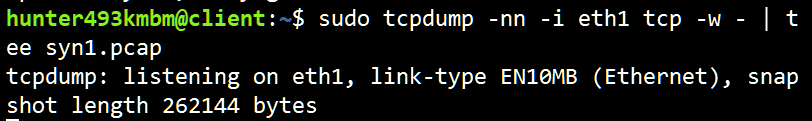 hunter493kmbm@client:~$ sudo tcpdump -nn -i eth1 tcp -w - | t
ee syn1.pcap
tcpdump: listening on eth1, link-type EN10MB (Ethernet), snap
shot length 262144 bytes